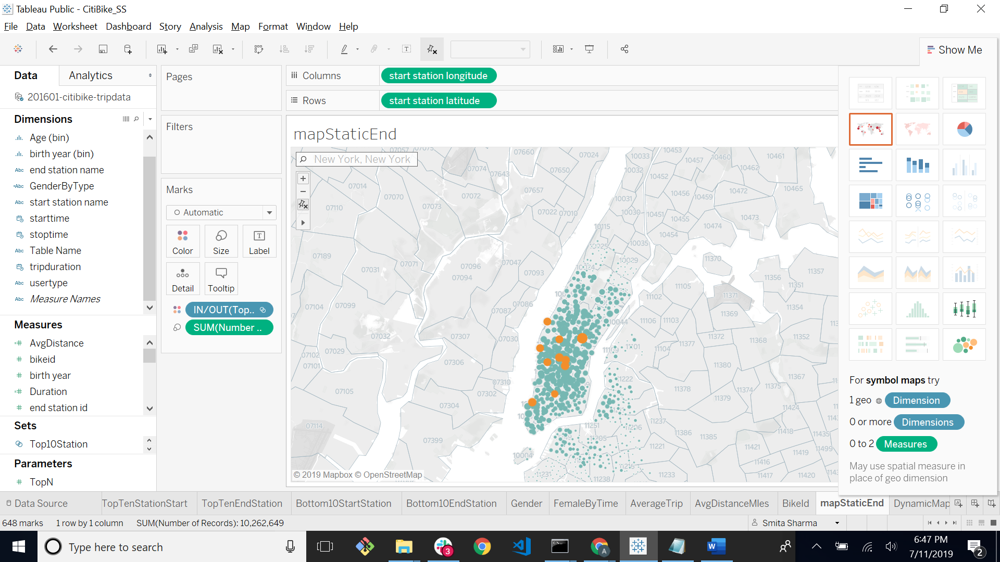 Tableau Public - CitiBike_SS
File Data Worksheet Dashboard Story Analysis Map Format Window Help
Show Me
Data Analytics
201601-citibike-tripdata
Dimensions
Age (bin)
birth year (bin)
end station name
GenderByType
start station name
starttime
stoptime
Table Name
tripduration
usertype
Measure Names
Measures
AvgDistance
bikeid
birth year
Duration
end station id
Sets
Top10Station
Parameters
TopN
Pages
Filters
Marks
Automatic
Color Size Label
Detail Tooltip
IN/OUT(Top..
SUM(Number ..
Columns start station longitude
Rows start station latitude
mapStaticEnd
New York, New York
07660 07024 10033 10453 10457 10460 10461
07074 07643 07650 10032 10452 10462
07014 07070 07072 07657 10456 10459 10472 10465
07110 07073 07022 07010 10031 10030 10451 10455 10473
10115 10454 10474
10025 10035
07189 07071 07096 07047 10029 11370
07031 07094 07093 10024 11356 11357
11105 11351
07104 07099 07086 11102 11371 11354
07087 11106 11103 11369
07032 07307 07030 10044 11372 11368 11352
07102 07029 11101 11104 11377
07101 07306 11109 11380
07105 07310 07302 11222 11378 11374 11375 11367
07304 11379 11424
07114 11237 11206 11386 11385 11418 11435
07399 11251 11205 11221 11421 11419 11499
10004 11216 11416
11231 11238 11233 11417 11420
© 2019 Mapbox © OpenStreetMap
For symbol maps try
1 geo Dimension
0 or more Dimensions
0 to 2 Measures
May use spatial measure in
place of geo dimension
Data Source TopTenStationStart TopTenEndStation Bottom10StartStation Bottom10EndStation Gender FemaleByTime AverageTrip AvgDistanceMles BikeId mapStaticEnd DynamicMap
648 marks 1 row by 1 column SUM(Number of Records): 10,262,649 Smita Sharma
Type here to search
3
A
6:47 PM
7/11/2019
2